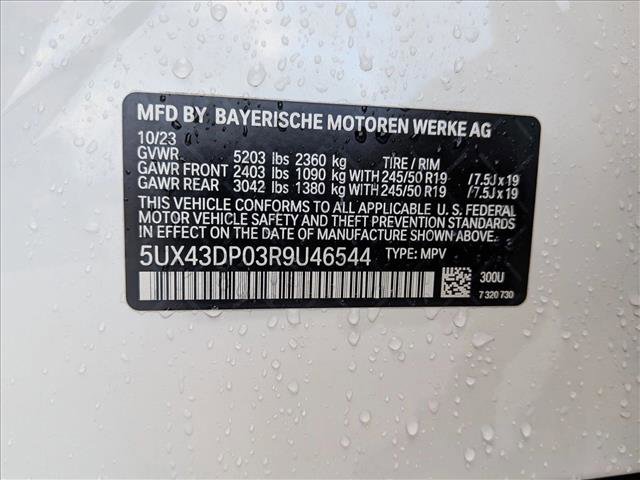 MFD BY BAYERISCHE MOTOREN WERKE AG
10/23
GVWR 5203 lbs 2360 kg TIRE / RIM
GAWR FRONT 2403 lbs 1090 kg WITH 245/50 R19 /7.5J x 19
GAWR REAR 3042 lbs 1380 kg WITH 245/50 R19 /7.5J x 19
THIS VEHICLE CONFORMS TO ALL APPLICABLE U. S. FEDERAL
MOTOR VEHICLE SAFETY AND THEFT PREVENTION STANDARDS
IN EFFECT ON THE DATE OF MANUFACTURE SHOWN ABOVE.
5UX43DP03R9U46544 TYPE: MPV
300U
7 320 730